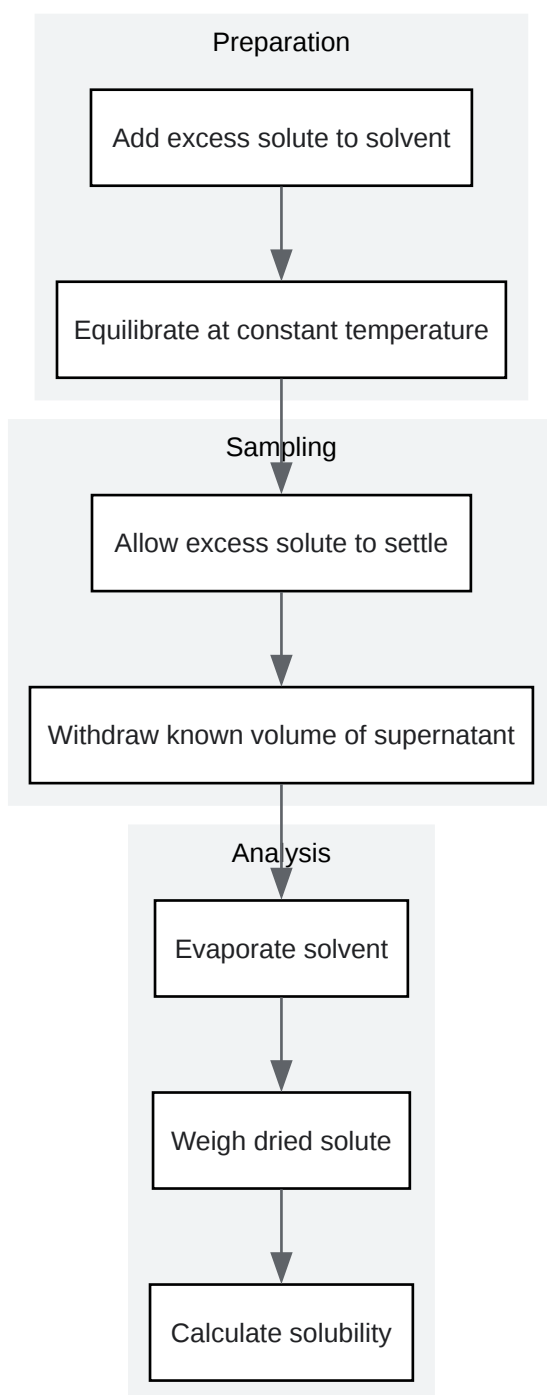 Preparation
Add excess solute to solvent
Equilibrate at constant temperature
Sampling
Allow excess solute to settle
Withdraw known volume of supernatant
Analysis
Evaporate solvent
Weigh dried solute
Calculate solubility